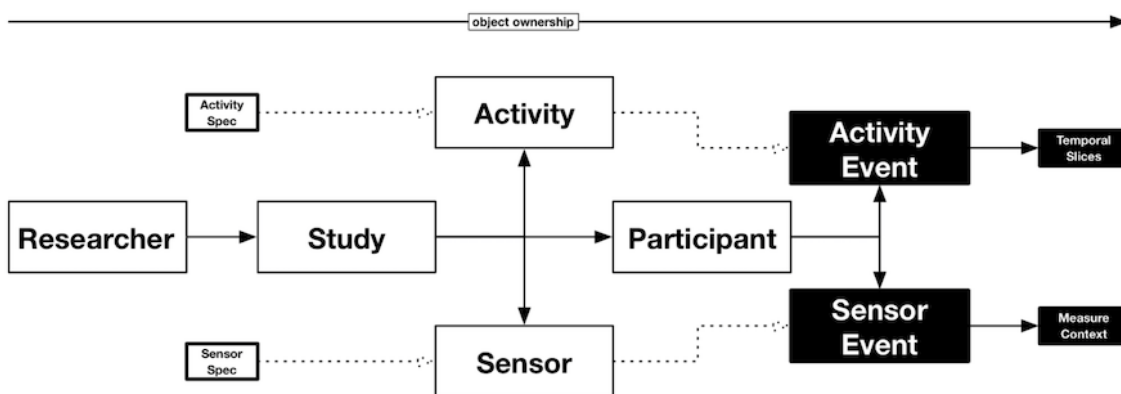 object ownership
Activity
Spec
Activity
Activity
Event
Temporal
Slices
Researcher
Study
Participant
Sensor
Spec
Sensor
Sensor
Event
Measure
Context